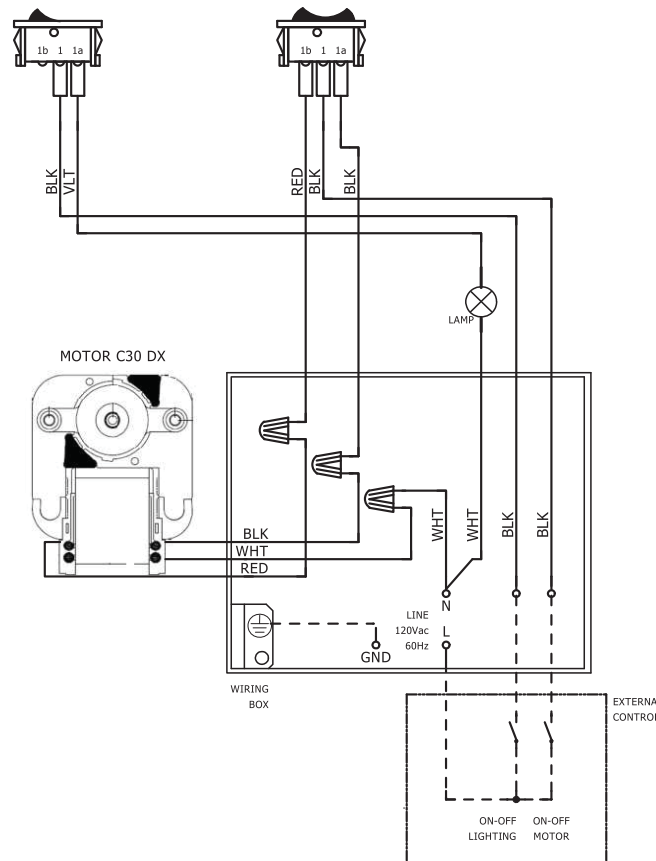 1b 1 1a
1b 1 1a
BLK
VLT
RED
BLK
BLK
LAMP
MOTOR C30 DX
BLK
WHT
RED
WHT
WHT
BLK
BLK
N
LINE
120Vac
60Hz
L
GND
WIRING
BOX
EXTERNA
CONTROL
ON-OFF
LIGHTING
ON-OFF
MOTOR